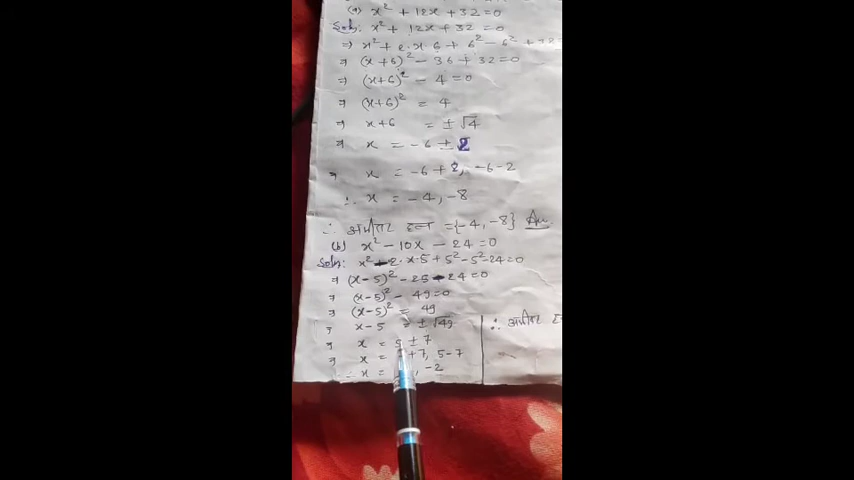 (a) x² + 12x + 32 = 0
Solⁿ: x² + 12x + 32 = 0
⇒ x² + 2·x 6 + 6² - 6² + 32 =
⇒ (x+6)² - 36 + 32 = 0
⇒ (x+6)² - 4 = 0
⇒ (x+6)² = 4
⇒ x+6 = ± √4
⇒ x = -6 ± 2
⇒ x = -6 + 2, -6-2
∴ x = -4, -8
∴ अभीष्ट हल = {-4, -8} Ans
(b) x² - 10x - 24 = 0
Solⁿ: x² - 2·x·5 + 5² - 5² - 24 = 0
⇒ (x-5)² - 25 - 24 = 0
⇒ (x-5)² - 49 = 0
⇒ (x-5)² = 49
⇒ x-5 = ± √49
⇒ x = 5 ± 7
⇒ x = +7, 5-7
∴ x = , -2
∴ अभीष्ट